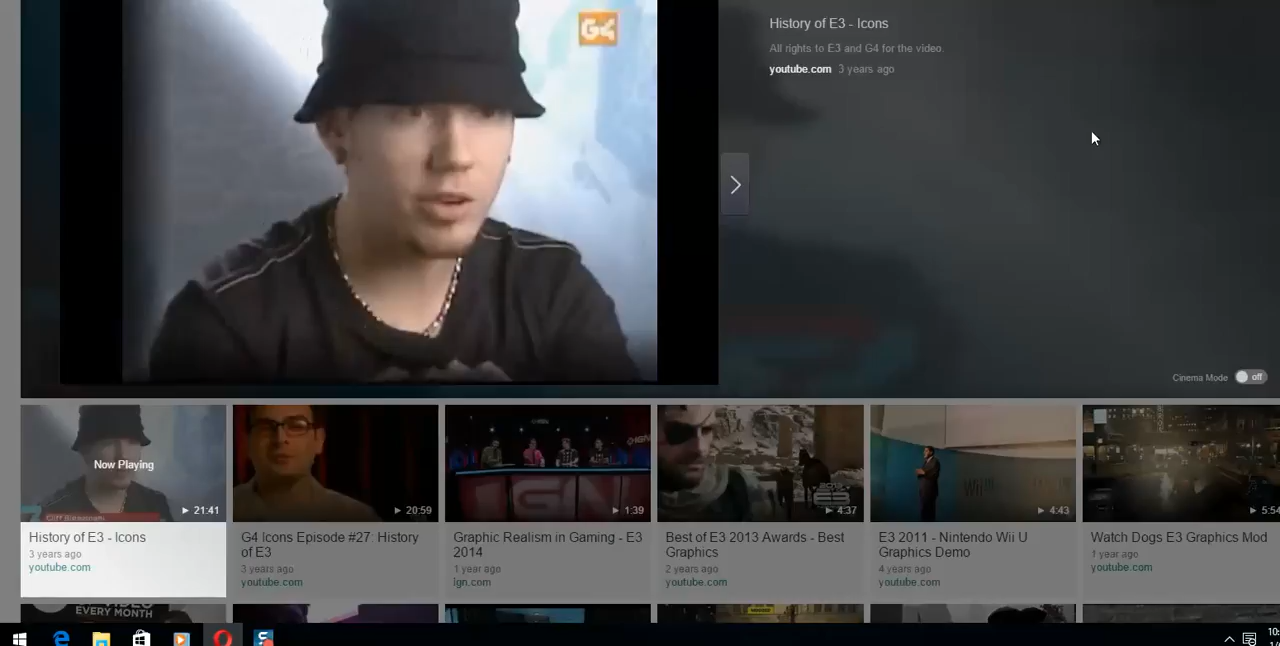 G4
History of E3 - Icons
All rights to E3 and G4 for the video.
youtube.com 3 years ago
Cinema Mode off
Now Playing
21:41
20:59
1:39
4:37
4:43
5:54
IGN
E3
History of E3 - Icons
3 years ago
youtube.com
G4 Icons Episode #27: History
of E3
3 years ago
youtube.com
Graphic Realism in Gaming - E3
2014
1 year ago
Ign.com
Best of E3 2013 Awards - Best
Graphics
2 years ago
youtube.com
E3 2011 - Nintendo Wii U
Graphics Demo
4 years ago
youtube.com
Watch Dogs E3 Graphics Mod
1 year ago
youtube.com
EVERY MONTH